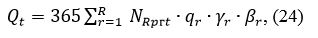 Q_t = 365 ∑_{r=1}^{R} N_{Rprt} · q_r · γ_r · β_r, (24)